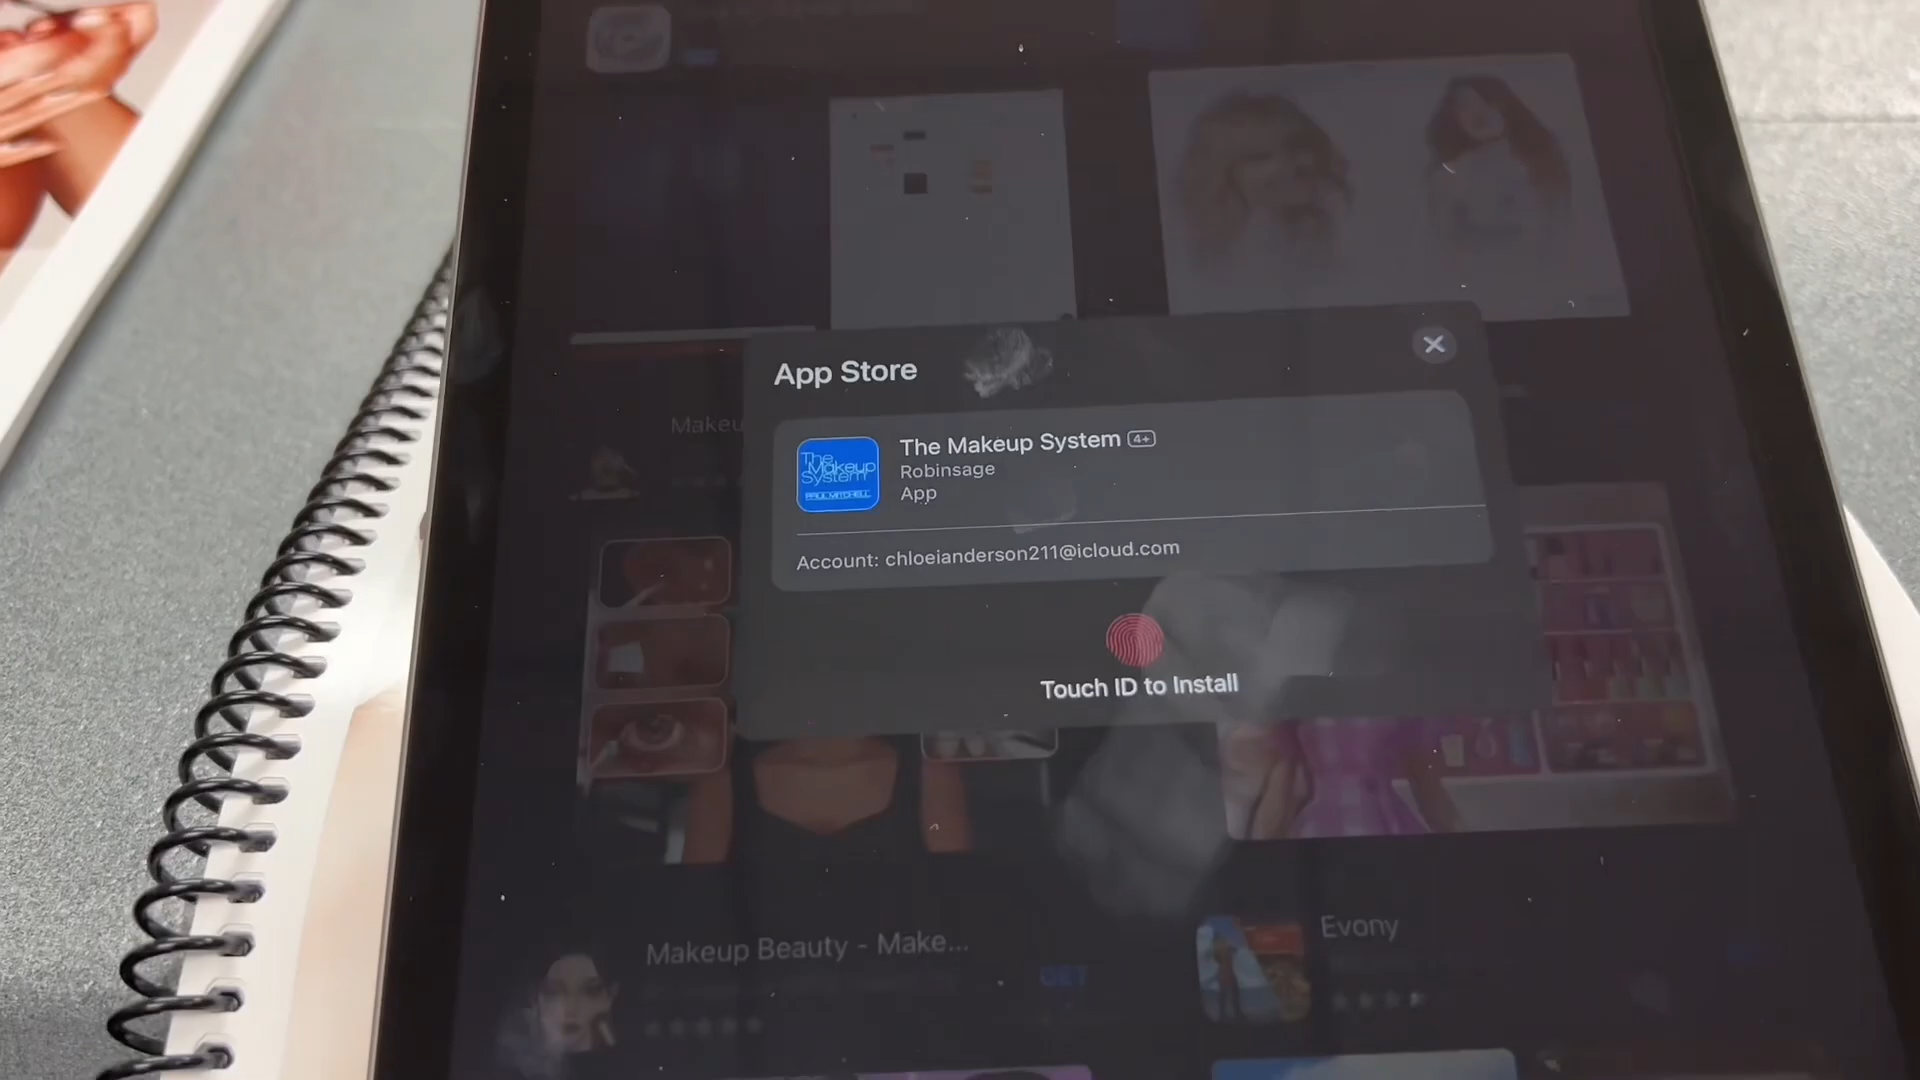 App Store
The Makeup System 4+
Robinsage
App
The
Makeup
System
PAUL MITCHELL
Account: chloeianderson211@icloud.com
Touch ID to Install
Makeu
Makeup Beauty - Make...
GET
Evony